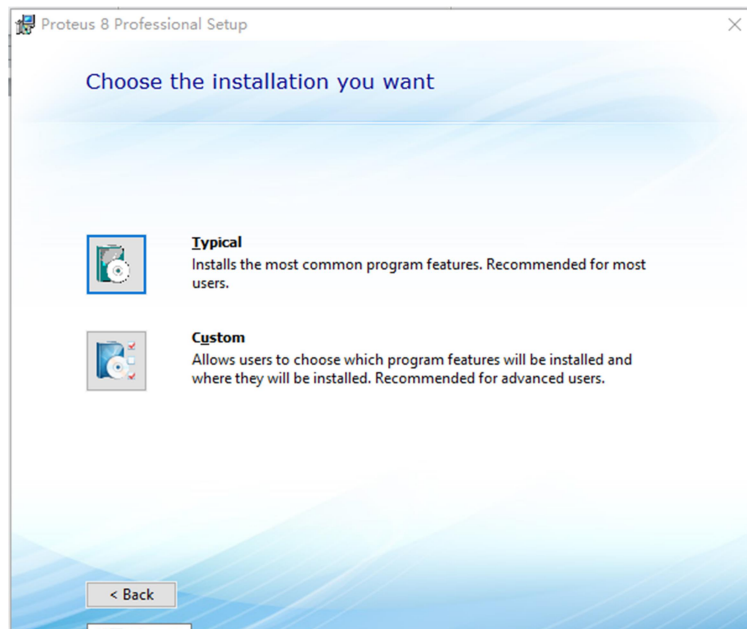 Proteus 8 Professional Setup
Choose the installation you want
Typical
Installs the most common program features. Recommended for most
users.
Custom
Allows users to choose which program features will be installed and
where they will be installed. Recommended for advanced users.
< Back